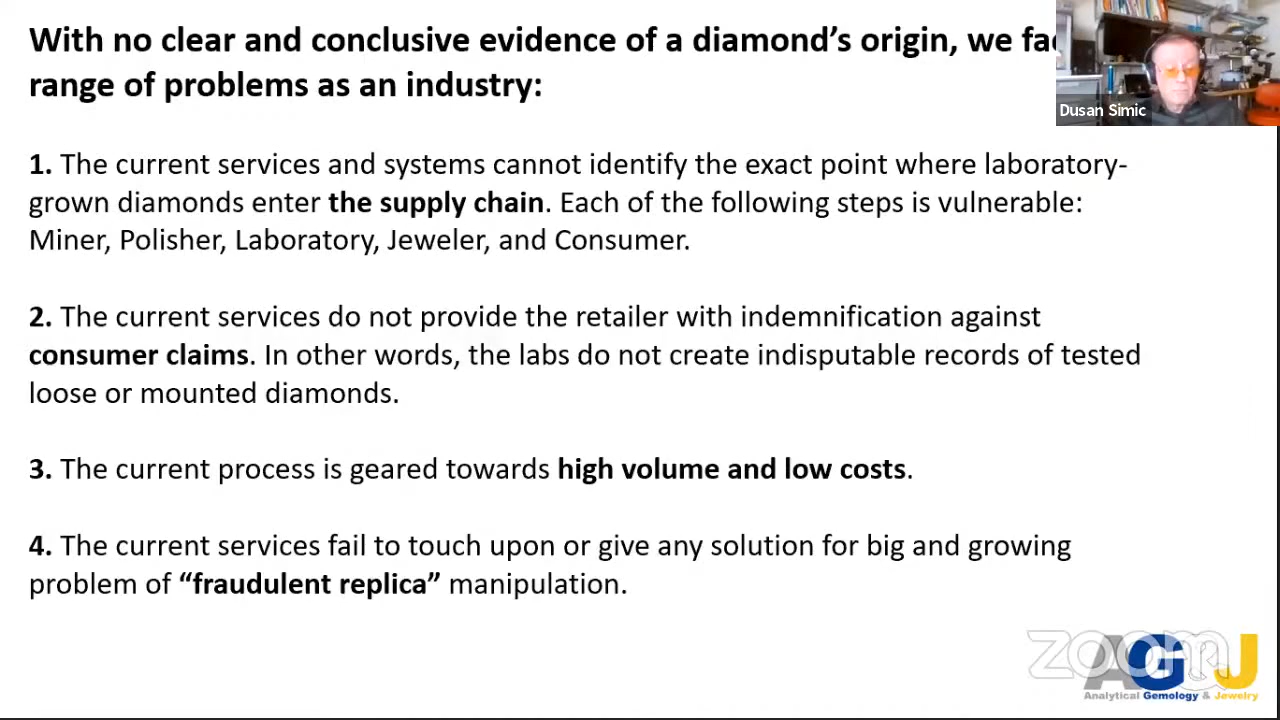 With no clear and conclusive evidence of a diamond's origin, we
range of problems as an industry:
Dusan Simic
1. The current services and systems cannot identify the exact point where laboratory-
grown diamonds enter the supply chain. Each of the following steps is vulnerable:
Miner, Polisher, Laboratory, Jeweler, and Consumer.
2. The current services do not provide the retailer with indemnification against
consumer claims. In other words, the labs do not create indisputable records of tested
loose or mounted diamonds.
3. The current process is geared towards high volume and low costs.
4. The current services fail to touch upon or give any solution for big and growing
problem of “fraudulent replica” manipulation.
zoom
AGJ
Analytical Gemology & Jewelry